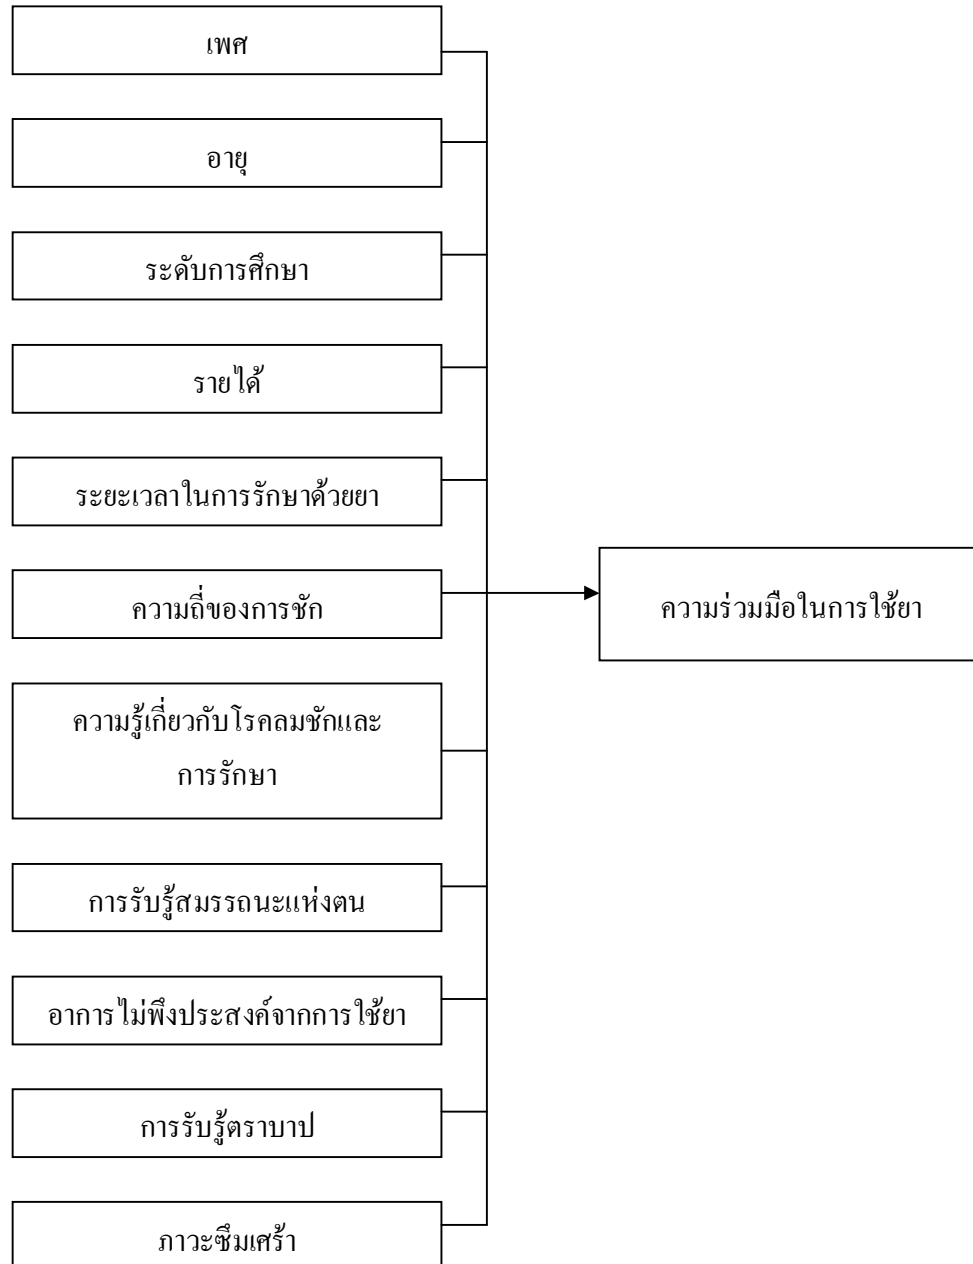 เพศ
อายุ
ระดับการศึกษา
รายได้
ระยะเวลาในการรักษาด้วยยา
ความถี่ของการชัก
ความร่วมมือในการใช้ยา
ความรู้เกี่ยวกับโรคลมชักและ
การรักษา
การรับรู้สมรรถนะแห่งตน
อาการไม่พึงประสงค์จากการใช้ยา
การรับรู้ตราบาป
ภาวะซึมเศร้า